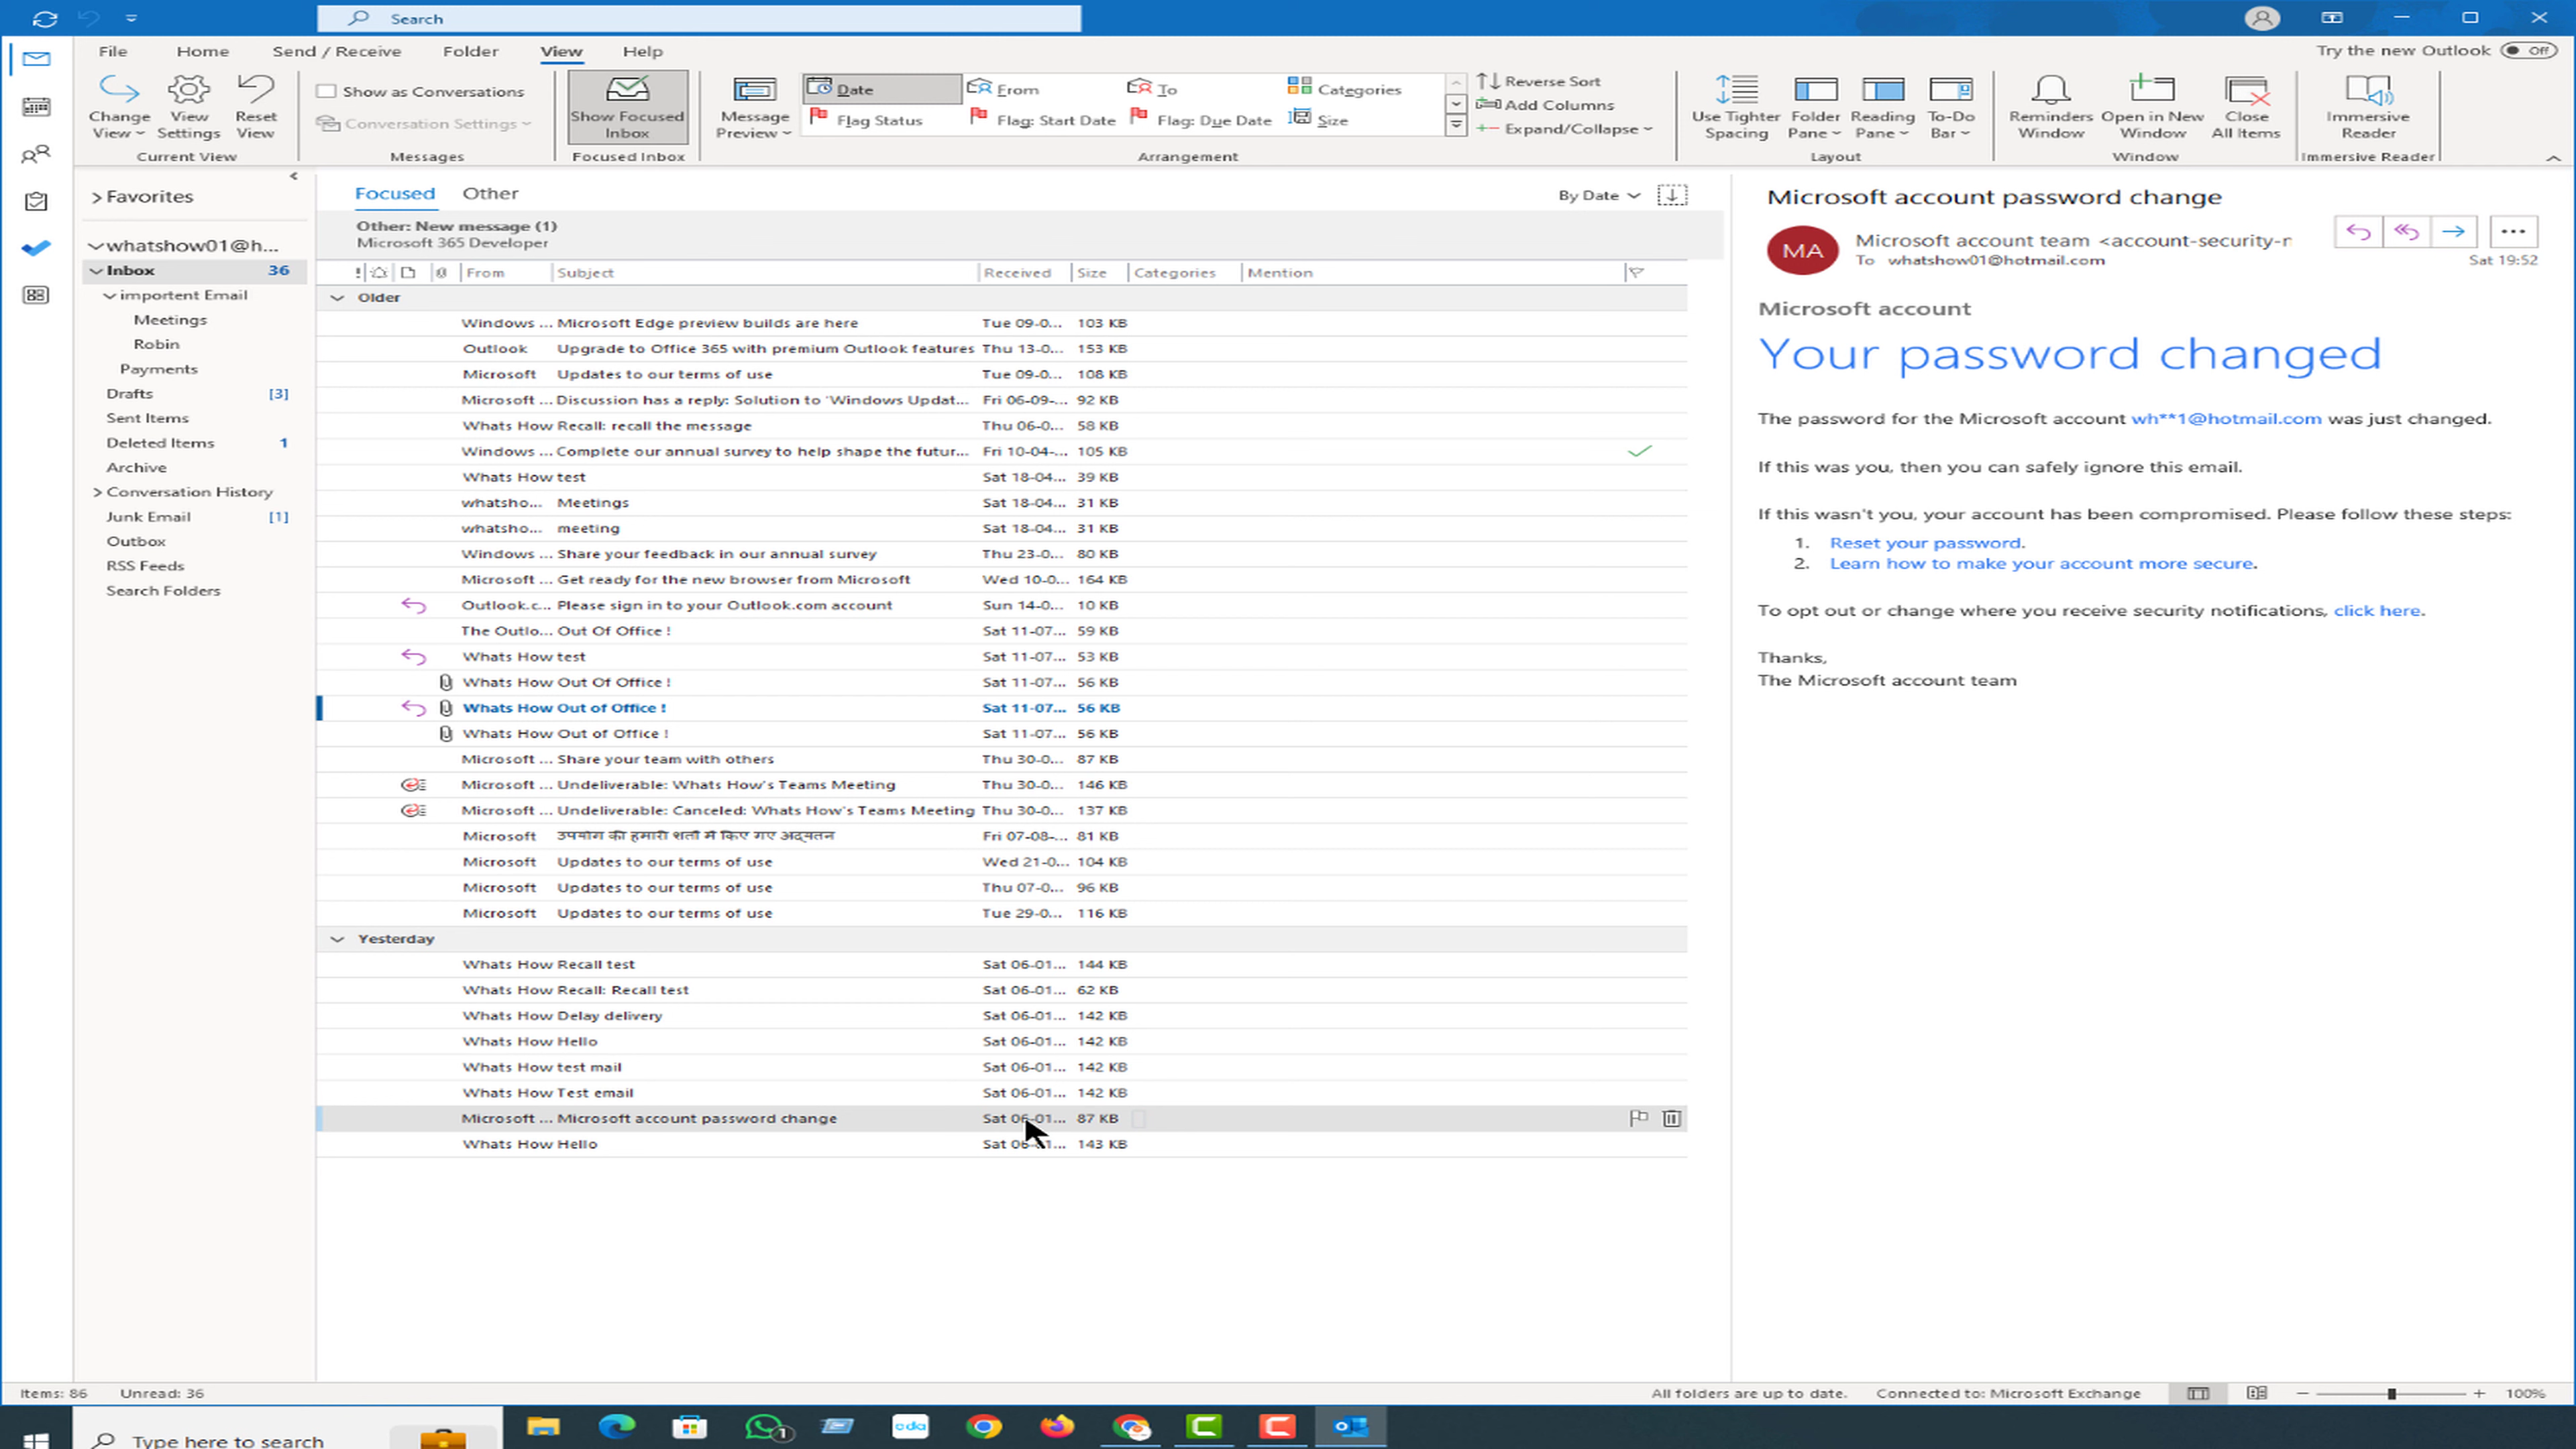 Search
File Home Send / Receive Folder View Help
Try the new Outlook Off
Change View
View Settings
Reset View
Current View
Show as Conversations
Conversation Settings
Messages
Show Focused Inbox
Focused Inbox
Message Preview
Date From To Categories
Flag Status Flag: Start Date Flag: Due Date Size
Reverse Sort
Add Columns
Expand/Collapse
Arrangement
Use Tighter Spacing
Folder Pane
Reading Pane
To-Do Bar
Layout
Reminders Window
Open in New Window
Close All Items
Window
Immersive Reader
Immersive Reader
Favorites
whatshow01@h...
Inbox 36
importent Email
Meetings
Robin
Payments
Drafts [3]
Sent Items
Deleted Items 1
Archive
Conversation History
Junk Email [1]
Outbox
RSS Feeds
Search Folders
Focused Other By Date
Other: New message (1)
Microsoft 365 Developer
From Subject Received Size Categories Mention
Older
Windows ... Microsoft Edge preview builds are here Tue 09-0... 103 KB
Outlook Upgrade to Office 365 with premium Outlook features Thu 13-0... 153 KB
Microsoft Updates to our terms of use Tue 09-0... 108 KB
Microsoft ... Discussion has a reply: Solution to 'Windows Updat... Fri 06-09-... 92 KB
Whats How Recall: recall the message Thu 06-0... 58 KB
Windows ... Complete our annual survey to help shape the futur... Fri 10-04-... 105 KB
Whats How test Sat 18-04... 39 KB
whatsho... Meetings Sat 18-04... 31 KB
whatsho... meeting Sat 18-04... 31 KB
Windows ... Share your feedback in our annual survey Thu 23-0... 80 KB
Microsoft ... Get ready for the new browser from Microsoft Wed 10-0... 164 KB
Outlook.c... Please sign in to your Outlook.com account Sun 14-0... 10 KB
The Outlo... Out Of Office ! Sat 11-07... 59 KB
Whats How test Sat 11-07... 53 KB
Whats How Out Of Office ! Sat 11-07... 56 KB
Whats How Out of Office ! Sat 11-07... 56 KB
Whats How Out of Office ! Sat 11-07... 56 KB
Microsoft ... Share your team with others Thu 30-0... 87 KB
Microsoft ... Undeliverable: Whats How's Teams Meeting Thu 30-0... 146 KB
Microsoft ... Undeliverable: Canceled: Whats How's Teams Meeting Thu 30-0... 137 KB
Microsoft उपयोग की हमारी शर्तों में किए गए अद्यतन Fri 07-08-... 81 KB
Microsoft Updates to our terms of use Wed 21-0... 104 KB
Microsoft Updates to our terms of use Thu 07-0... 96 KB
Microsoft Updates to our terms of use Tue 29-0... 116 KB
Yesterday
Whats How Recall test Sat 06-01... 144 KB
Whats How Recall: Recall test Sat 06-01... 62 KB
Whats How Delay delivery Sat 06-01... 142 KB
Whats How Hello Sat 06-01... 142 KB
Whats How test mail Sat 06-01... 142 KB
Whats How Test email Sat 06-01... 142 KB
Microsoft ... Microsoft account password change Sat 06-01... 87 KB
Whats How Hello Sat 143 KB
Microsoft account password change
MA
Microsoft account team <account-security-n
To whatshow01@hotmail.com
Sat 19:52
Microsoft account
Your password changed
The password for the Microsoft account wh**1@hotmail.com was just changed.
If this was you, then you can safely ignore this email.
If this wasn't you, your account has been compromised. Please follow these steps:
1. Reset your password.
2. Learn how to make your account more secure.
To opt out or change where you receive security notifications, click here.
Thanks,
The Microsoft account team
Items: 86 Unread: 36
All folders are up to date. Connected to: Microsoft Exchange 100%
Type here to search
1
oda